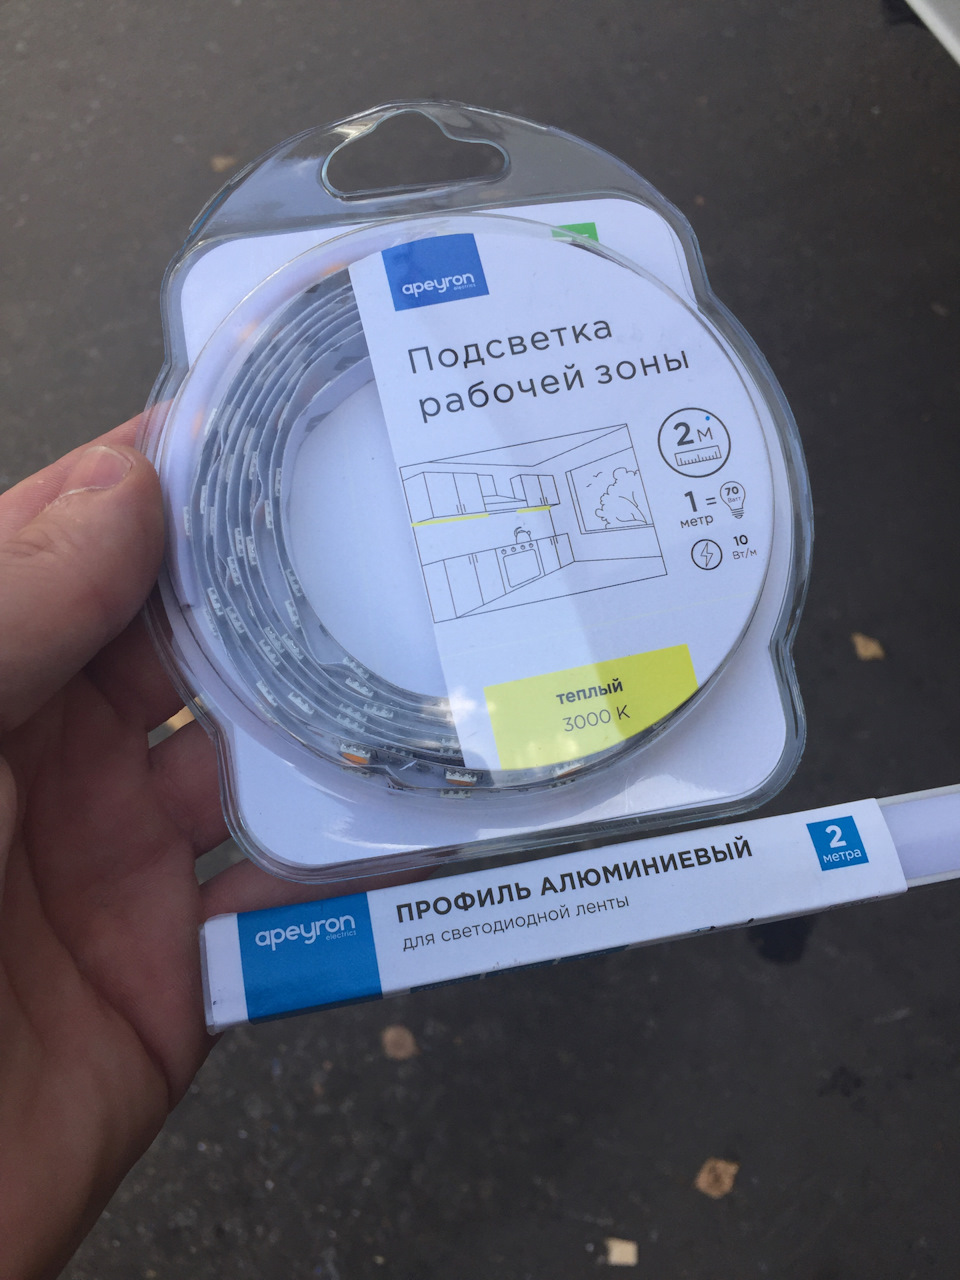 apeyron
electrics
Подсветка
рабочей зоны
2 м
1 =
метр
70
Ватт
10
Вт/м
теплый
3000 К
2
метра
ПРОФИЛЬ АЛЮМИНИЕВЫЙ
для светодиодной ленты
apeyron
electrics